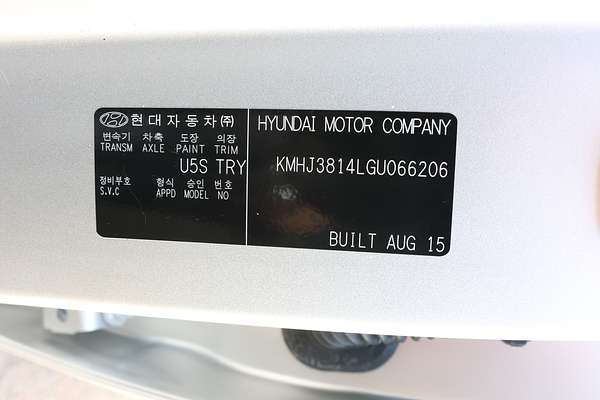 현대자동차㈜
변속기 차축 도장 의장
TRANSM AXLE PAINT TRIM
U5S TRY
정비부호 형식 승인 번호
S.V.C APPD MODEL NO
HYUNDAI MOTOR COMPANY
KMHJ3814LGU066206
BUILT AUG 15